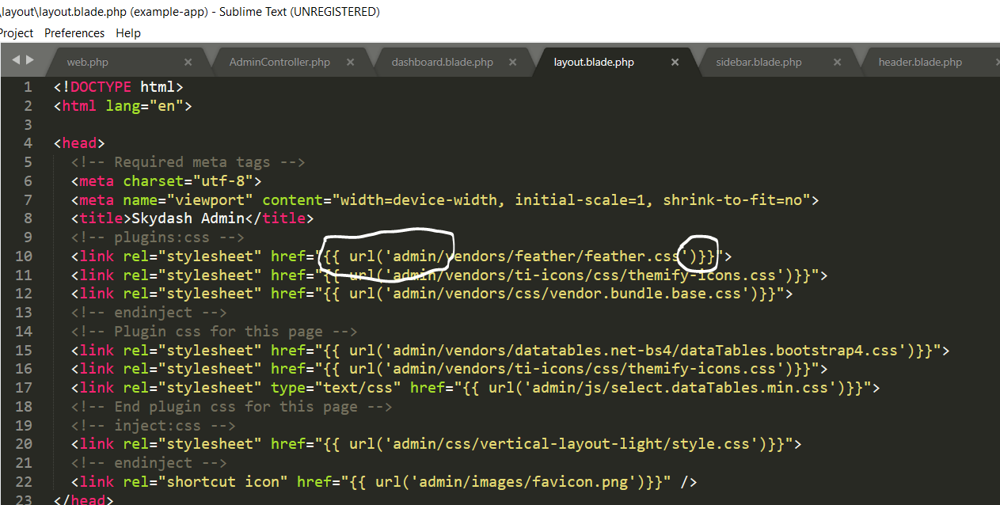 \layout\layout.blade.php (example-app) - Sublime Text (UNREGISTERED)
Project Preferences Help
web.php × AdminController.php × dashboard.blade.php × layout.blade.php × sidebar.blade.php × header.blade.php ×
1 <!DOCTYPE html>
2 <html lang="en">
3
4 <head>
5 <!-- Required meta tags -->
6 <meta charset="utf-8">
7 <meta name="viewport" content="width=device-width, initial-scale=1, shrink-to-fit=no">
8 <title>Skydash Admin</title>
9 <!-- plugins:css -->
10 <link rel="stylesheet" href="{{ url('admin/vendors/feather/feather.css')}}">
11 <link rel="stylesheet" href="{{ url('admin/vendors/ti-icons/css/themify-icons.css')}}">
12 <link rel="stylesheet" href="{{ url('admin/vendors/css/vendor.bundle.base.css')}}">
13 <!-- endinject -->
14 <!-- Plugin css for this page -->
15 <link rel="stylesheet" href="{{ url('admin/vendors/datatables.net-bs4/dataTables.bootstrap4.css')}}">
16 <link rel="stylesheet" href="{{ url('admin/vendors/ti-icons/css/themify-icons.css')}}">
17 <link rel="stylesheet" type="text/css" href="{{ url('admin/js/select.dataTables.min.css')}}">
18 <!-- End plugin css for this page -->
19 <!-- inject:css -->
20 <link rel="stylesheet" href="{{ url('admin/css/vertical-layout-light/style.css')}}">
21 <!-- endinject -->
22 <link rel="shortcut icon" href="{{ url('admin/images/favicon.png')}}" />
23 </head>